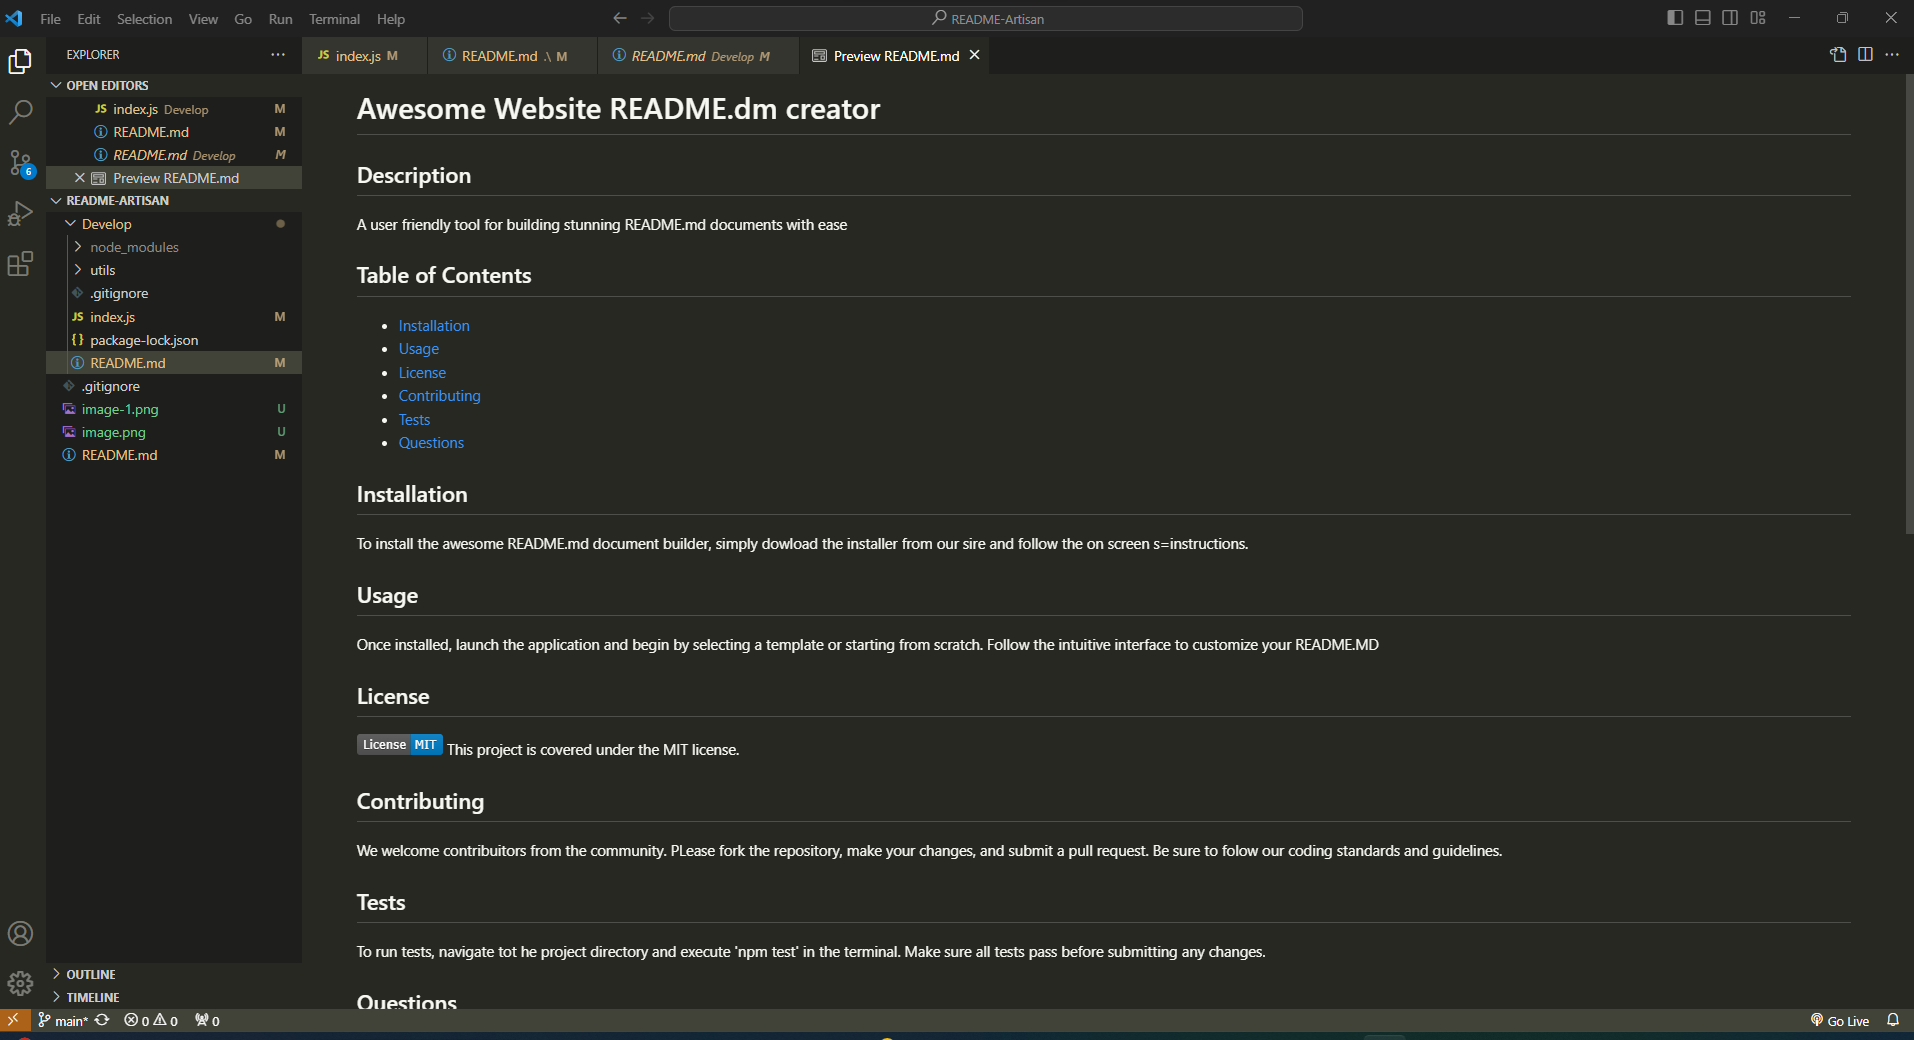 File Edit Selection View Go Run Terminal Help
README-Artisan
EXPLORER
JS index.js M
README.md .\ M
README.md Develop M
Preview README.md
OPEN EDITORS
JS index.js Develop M
README.md M
README.md Develop M
Preview README.md
README-ARTISAN
Develop
node_modules
utils
.gitignore
JS index.js M
{} package-lock.json
README.md M
.gitignore
image-1.png U
image.png U
README.md M
OUTLINE
TIMELINE
6
Awesome Website README.dm creator
Description
A user friendly tool for building stunning README.md documents with ease
Table of Contents
Installation
Usage
License
Contributing
Tests
Questions
Installation
To install the awesome README.md document builder, simply dowload the installer from our sire and follow the on screen s=instructions.
Usage
Once installed, launch the application and begin by selecting a template or starting from scratch. Follow the intuitive interface to customize your README.MD
License
License MIT This project is covered under the MIT license.
Contributing
We welcome contribuitors from the community. PLease fork the repository, make your changes, and submit a pull request. Be sure to folow our coding standards and guidelines.
Tests
To run tests, navigate tot he project directory and execute 'npm test' in the terminal. Make sure all tests pass before submitting any changes.
Questions
main* 0 0 0
Go Live